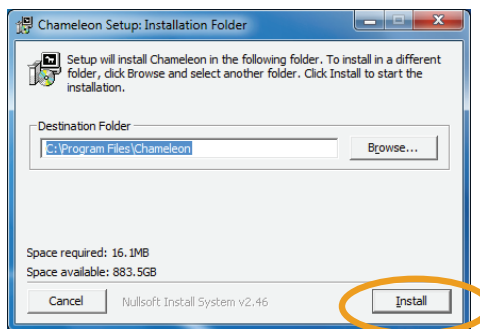 Chameleon Setup: Installation Folder
Setup will install Chameleon in the following folder. To install in a different
folder, click Browse and select another folder. Click Install to start the
installation.
Destination Folder
C:\Program Files\Chameleon
Browse...
Space required: 16.1MB
Space available: 883.5GB
Cancel
Nullsoft Install System v2.46
Install